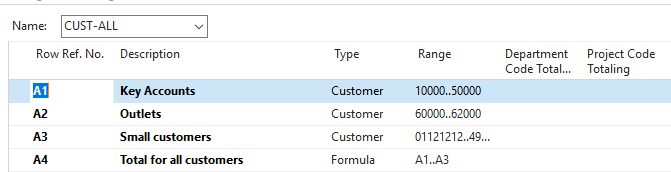 Name: CUST-ALL
Row Ref. No. Description Type Range Department Code Total... Project Code Totaling
A1 Key Accounts Customer 10000..50000
A2 Outlets Customer 60000..62000
A3 Small customers Customer 01121212..49...
A4 Total for all customers Formula A1..A3